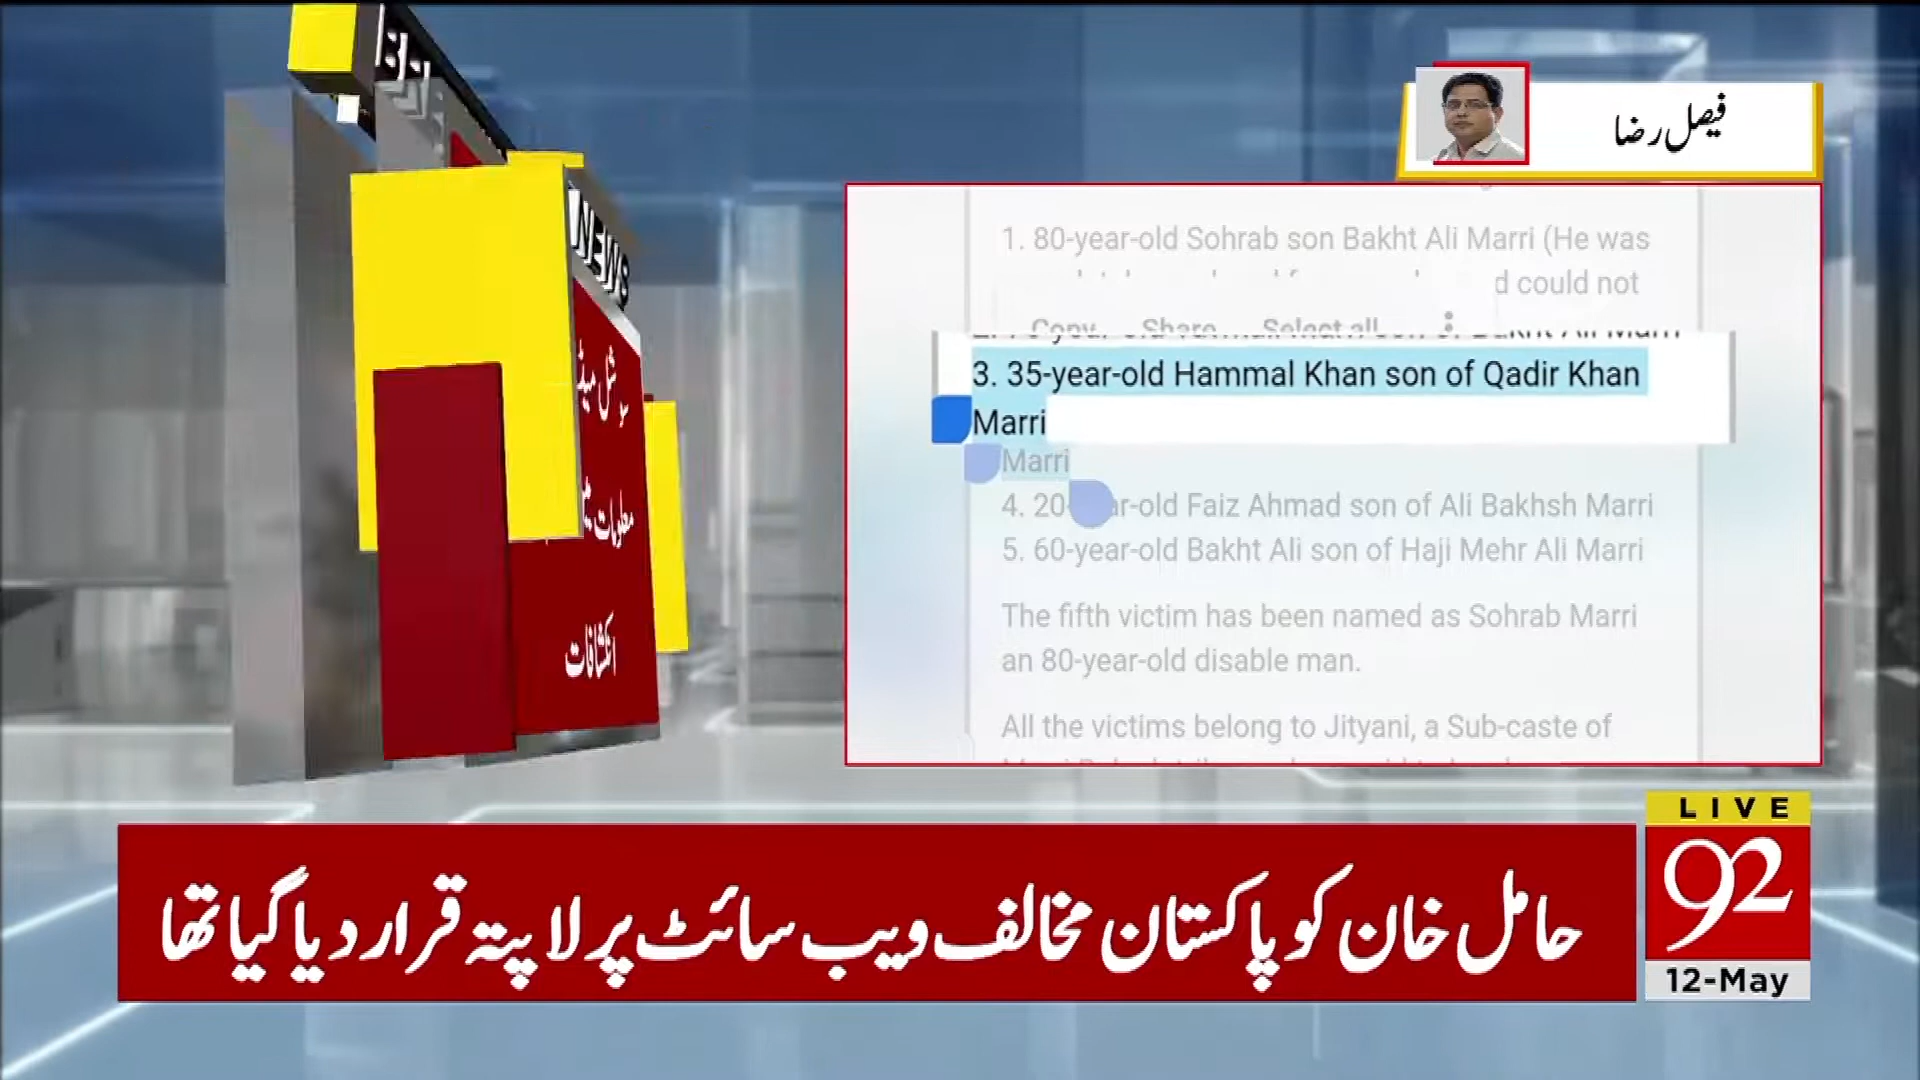 فیصل رضا
1. 80-year-old Sohrab son Bakht Ali Marri (He was
d could not
Copy Share Select all
3. 35-year-old Hammal Khan son of Qadir Khan
Marri
Marri
4. 20 ar-old Faiz Ahmad son of Ali Bakhsh Marri
5. 60-year-old Bakht Ali son of Haji Mehr Ali Marri
The fifth victim has been named as Sohrab Marri
an 80-year-old disable man.
All the victims belong to Jityani, a Sub-caste of
NEWS
معلومات
انکشافات
LIVE
92
12-May
حامل خان کو پاکستان مخالف ویب سائٹ پر لاپتہ قرار دیا گیا تھا